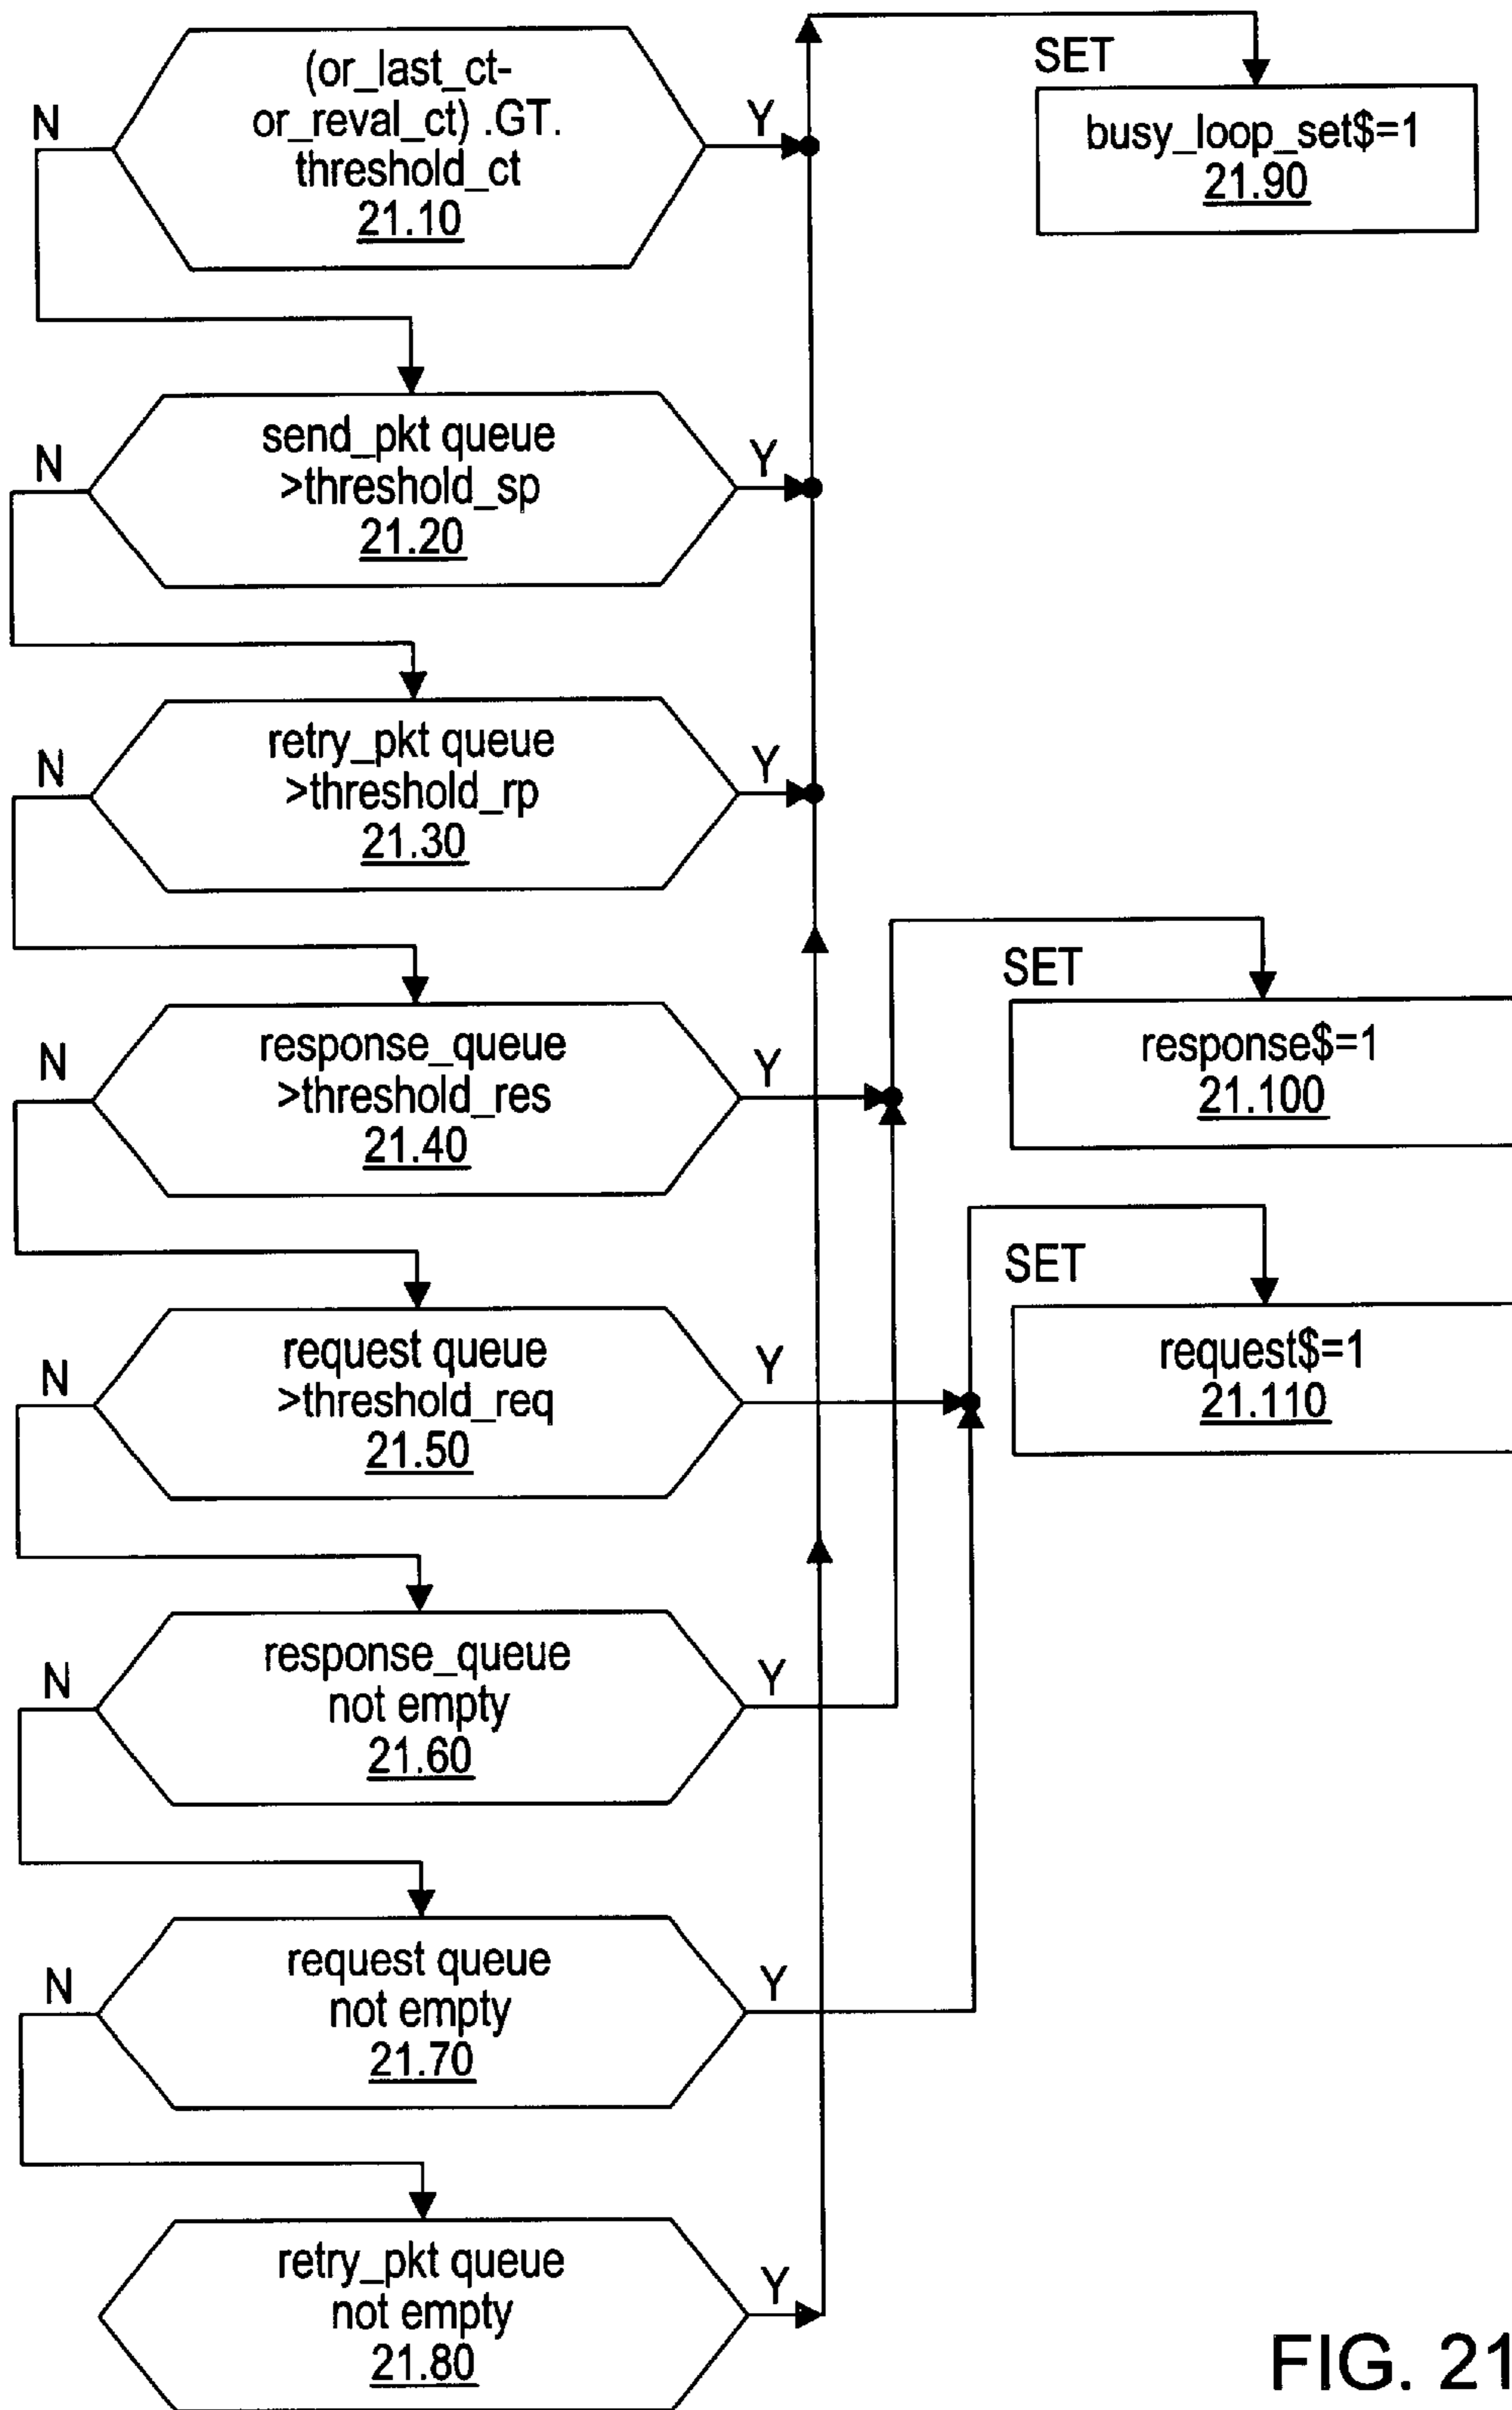 (or_last_ct-
or_reval_ct) .GT.
threshold_ct
21.10
N
Y
SET
busy_loop_set$=1
21.90
send_pkt queue
>threshold_sp
21.20
N
Y
retry_pkt queue
>threshold_rp
21.30
N
Y
response_queue
>threshold_res
21.40
N
Y
SET
response$=1
21.100
request queue
>threshold_req
21.50
N
Y
SET
request$=1
21.110
response_queue
not empty
21.60
N
Y
request queue
not empty
21.70
N
Y
retry_pkt queue
not empty
21.80
Y
FIG. 21